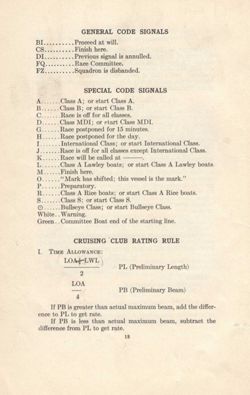 GENERAL CODE SIGNALS
BI..........Proceed at will.
CS..........Finish here.
DI..........Previous signal is annulled.
FQ..........Race Committee.
FZ..........Squadron is disbanded.
SPECIAL CODE SIGNALS
A......Class A; or start Class A.
B......Class B; or start Class B.
C......Race is off for all classes.
D......Class MDI; or start Class MDI.
G......Race postponed for 15 minutes.
H......Race postponed for the day.
I......International Class; or start International Class.
J......Race is off for all classes except International Class.
K......Race will be called at ———.
L......Class A Lawley boats; or start Class A Lawley boats.
M......Finish here.
O......"Mark has shifted; this vessel is the mark."
P......Preparatory.
R......Class A Rice boats; or start Class A Rice boats.
S......Class S; or start Class S.
⊙......Bullseye Class; or start Bullseye Class.
White..Warning.
Green..Committee Boat end of the starting line.
CRUISING CLUB RATING RULE
I. TIME ALLOWANCE:
LOA+LWL
2
PL (Preliminary Length)
LOA
4
PB (Preliminary Beam)
If PB is greater than actual maximum beam, add the differ-
ence to PL to get rate.
If PB is less than actual maximum beam, subtract the
difference from PL to get rate.
18